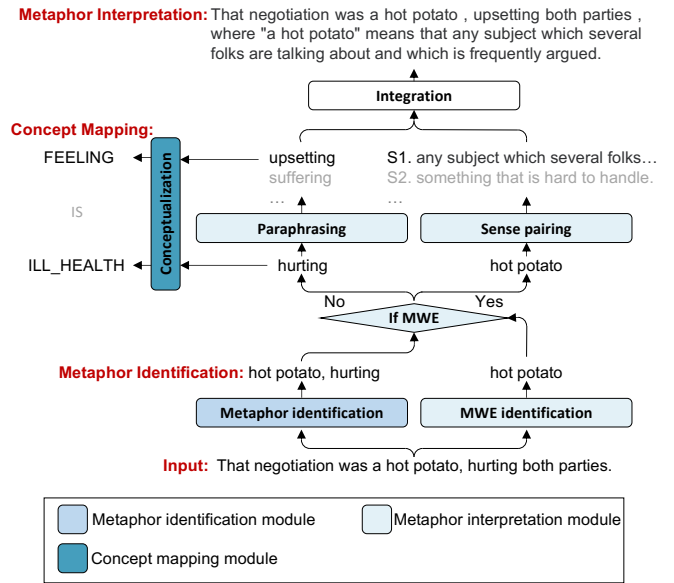 Metaphor Interpretation: That negotiation was a hot potato , upsetting both parties ,
where "a hot potato" means that any subject which several
folks are talking about and which is frequently argued.
Integration
Concept Mapping:
FEELING
IS
ILL_HEALTH
Conceptualization
upsetting
suffering
...
S1. any subject which several folks...
S2. something that is hard to handle.
...
Paraphrasing
Sense pairing
hurting
hot potato
No
Yes
If MWE
Metaphor Identification: hot potato, hurting
hot potato
Metaphor identification
MWE identification
Input: That negotiation was a hot potato, hurting both parties.
Metaphor identification module
Metaphor interpretation module
Concept mapping module